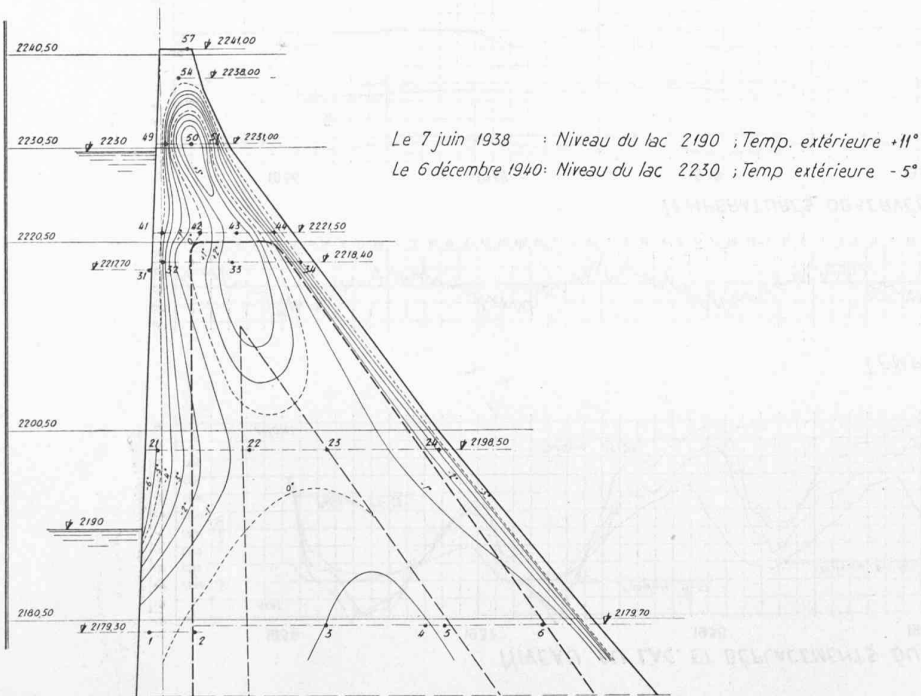 57
2241,00
2240,50
54 2238,00
Le 7 juin 1938 : Niveau du lac 2190 ; Temp. extérieure +11°
Le 6 décembre 1940: Niveau du lac 2230 ; Temp extérieure - 5°
2230,50
2230
49 50 51 2231,00
41 42 43 44 2221,50
2220,50
2217,70
31 32 33 34 2218,40
2200,50
21 22 23 24 2198,50
0°
2190
2180,50
2179,30
2 3 4 5 6 2179,70